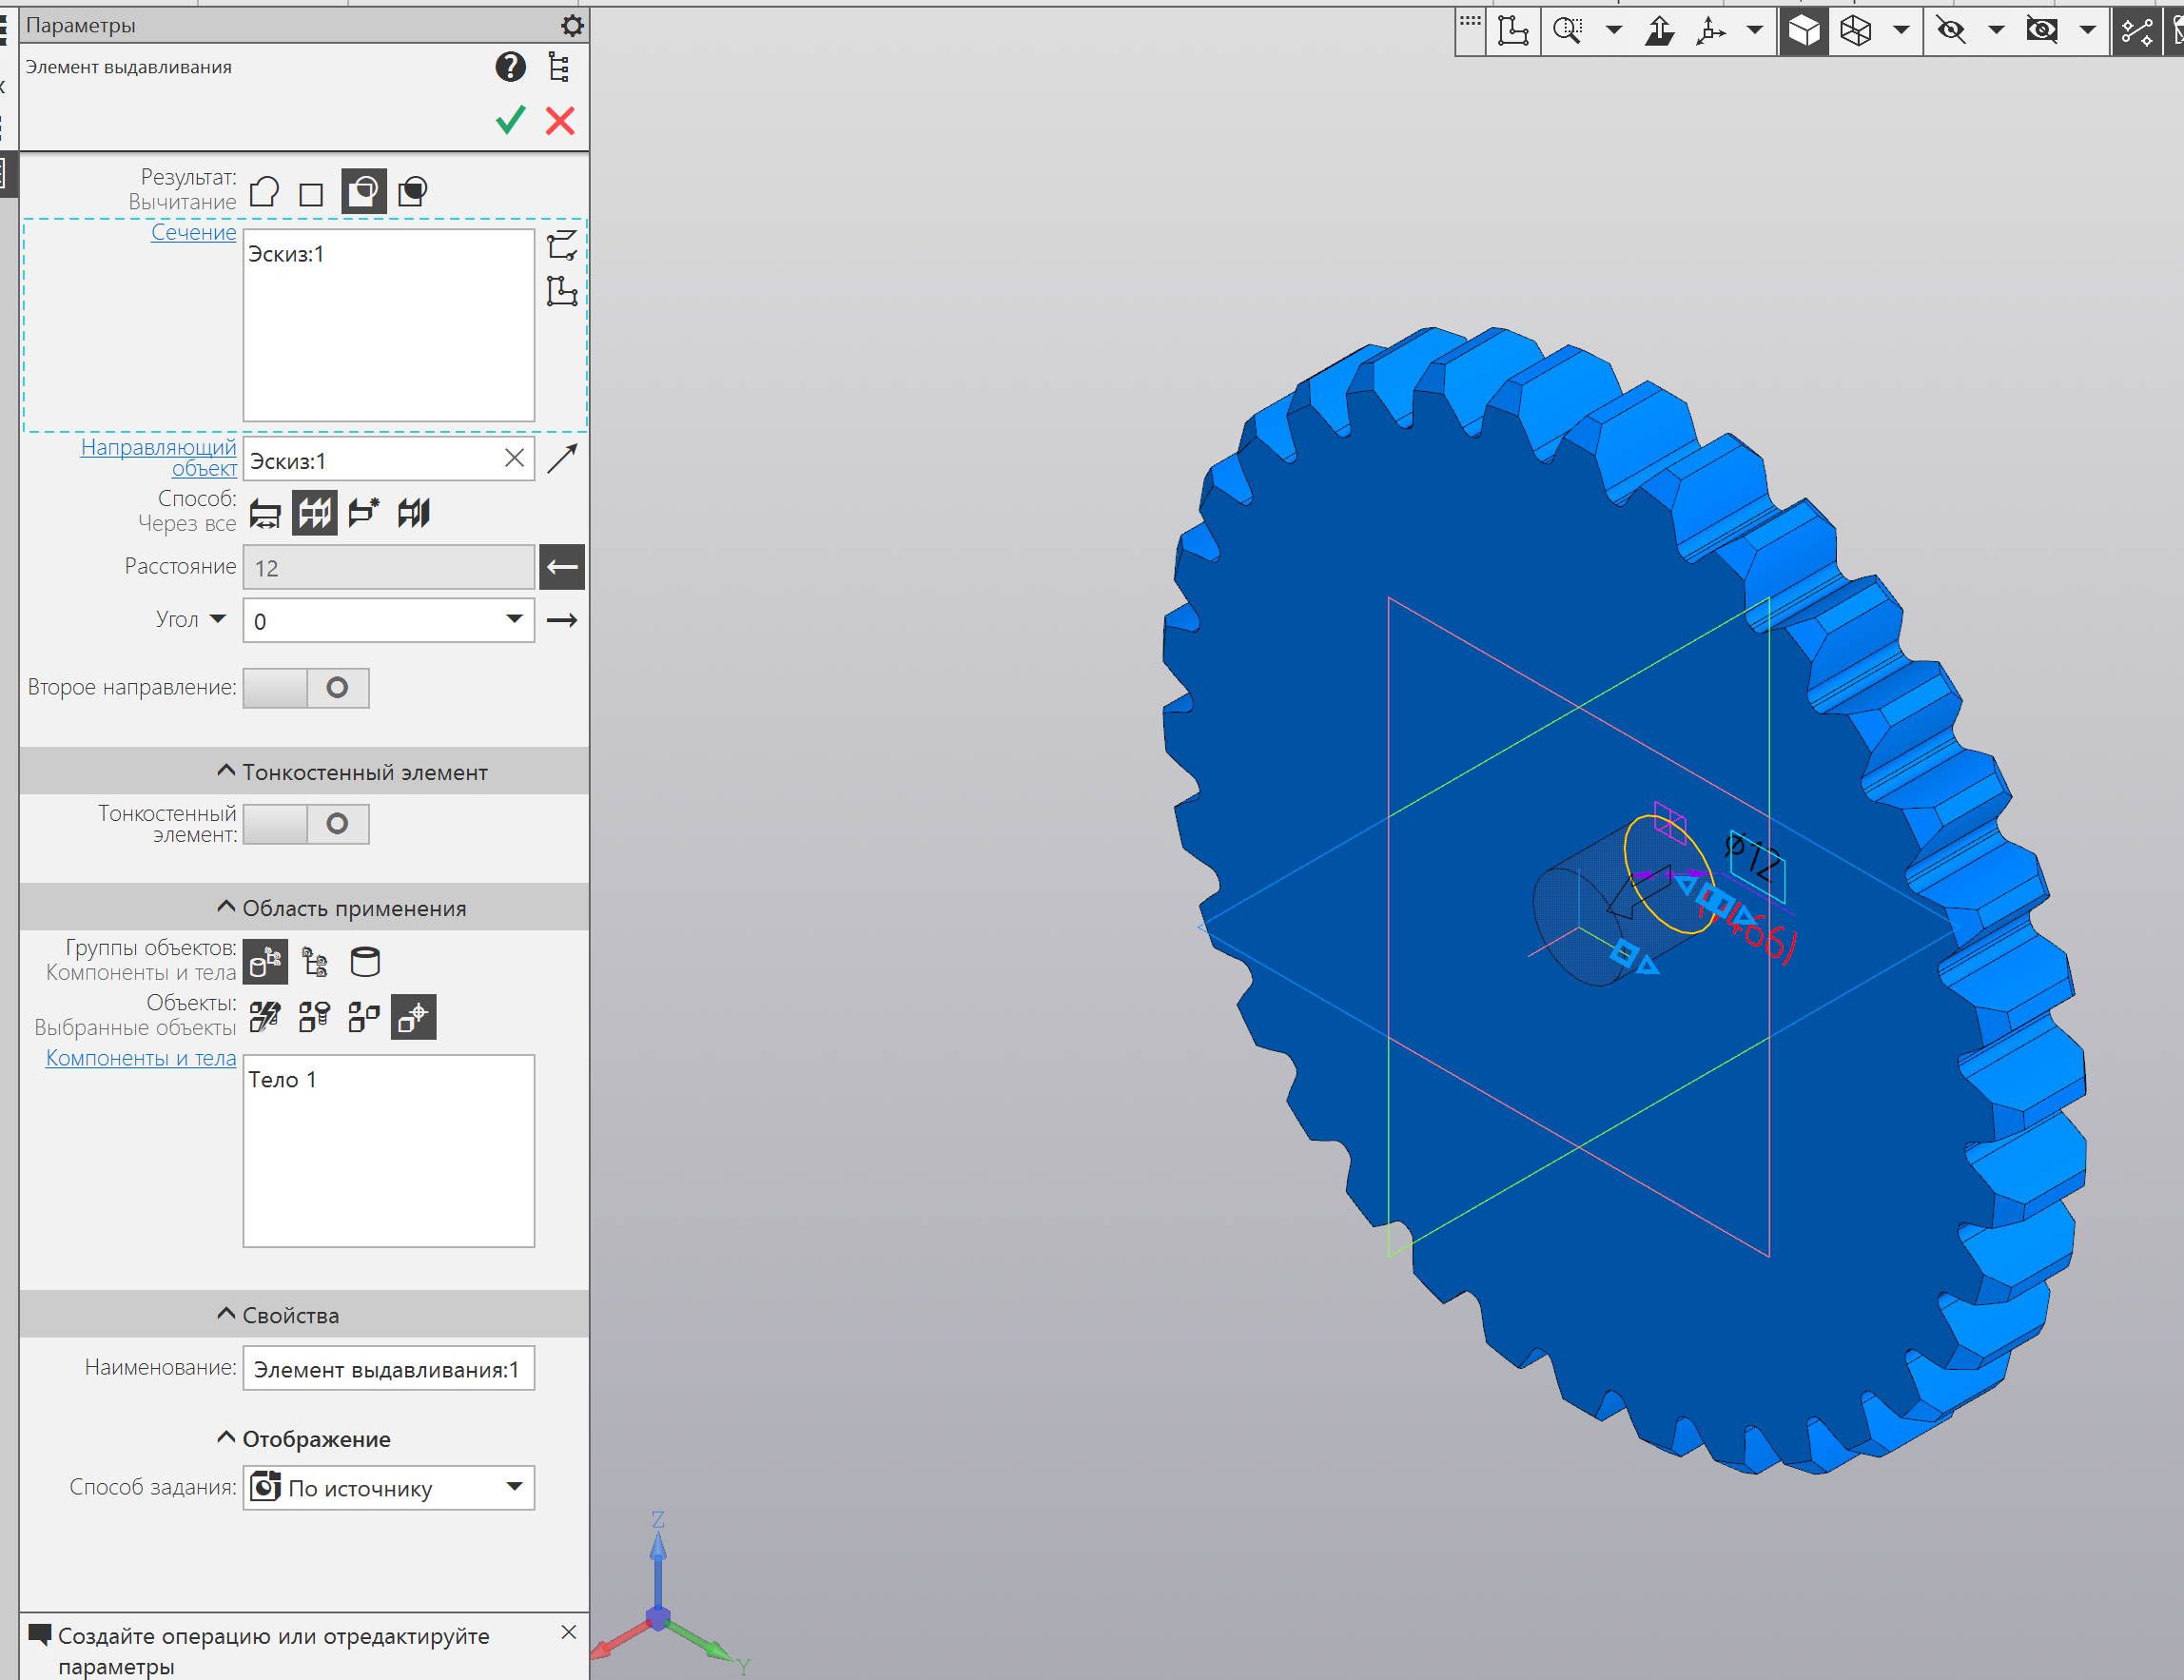 Параметры
Элемент выдавливания
Результат:
Вычитание
Сечение
Эскиз:1
Направляющий
объект
Эскиз:1
Способ:
Через все
Расстояние
12
Угол
0
Второе направление:
Тонкостенный элемент
Тонкостенный
элемент:
Область применения
Группы объектов:
Компоненты и тела
Объекты:
Выбранные объекты
Компоненты и тела
Тело 1
Свойства
Наименование:
Элемент выдавливания:1
Отображение
Способ задания:
По источнику
Создайте операцию или отредактируйте
параметры
Z
Y
⌀12